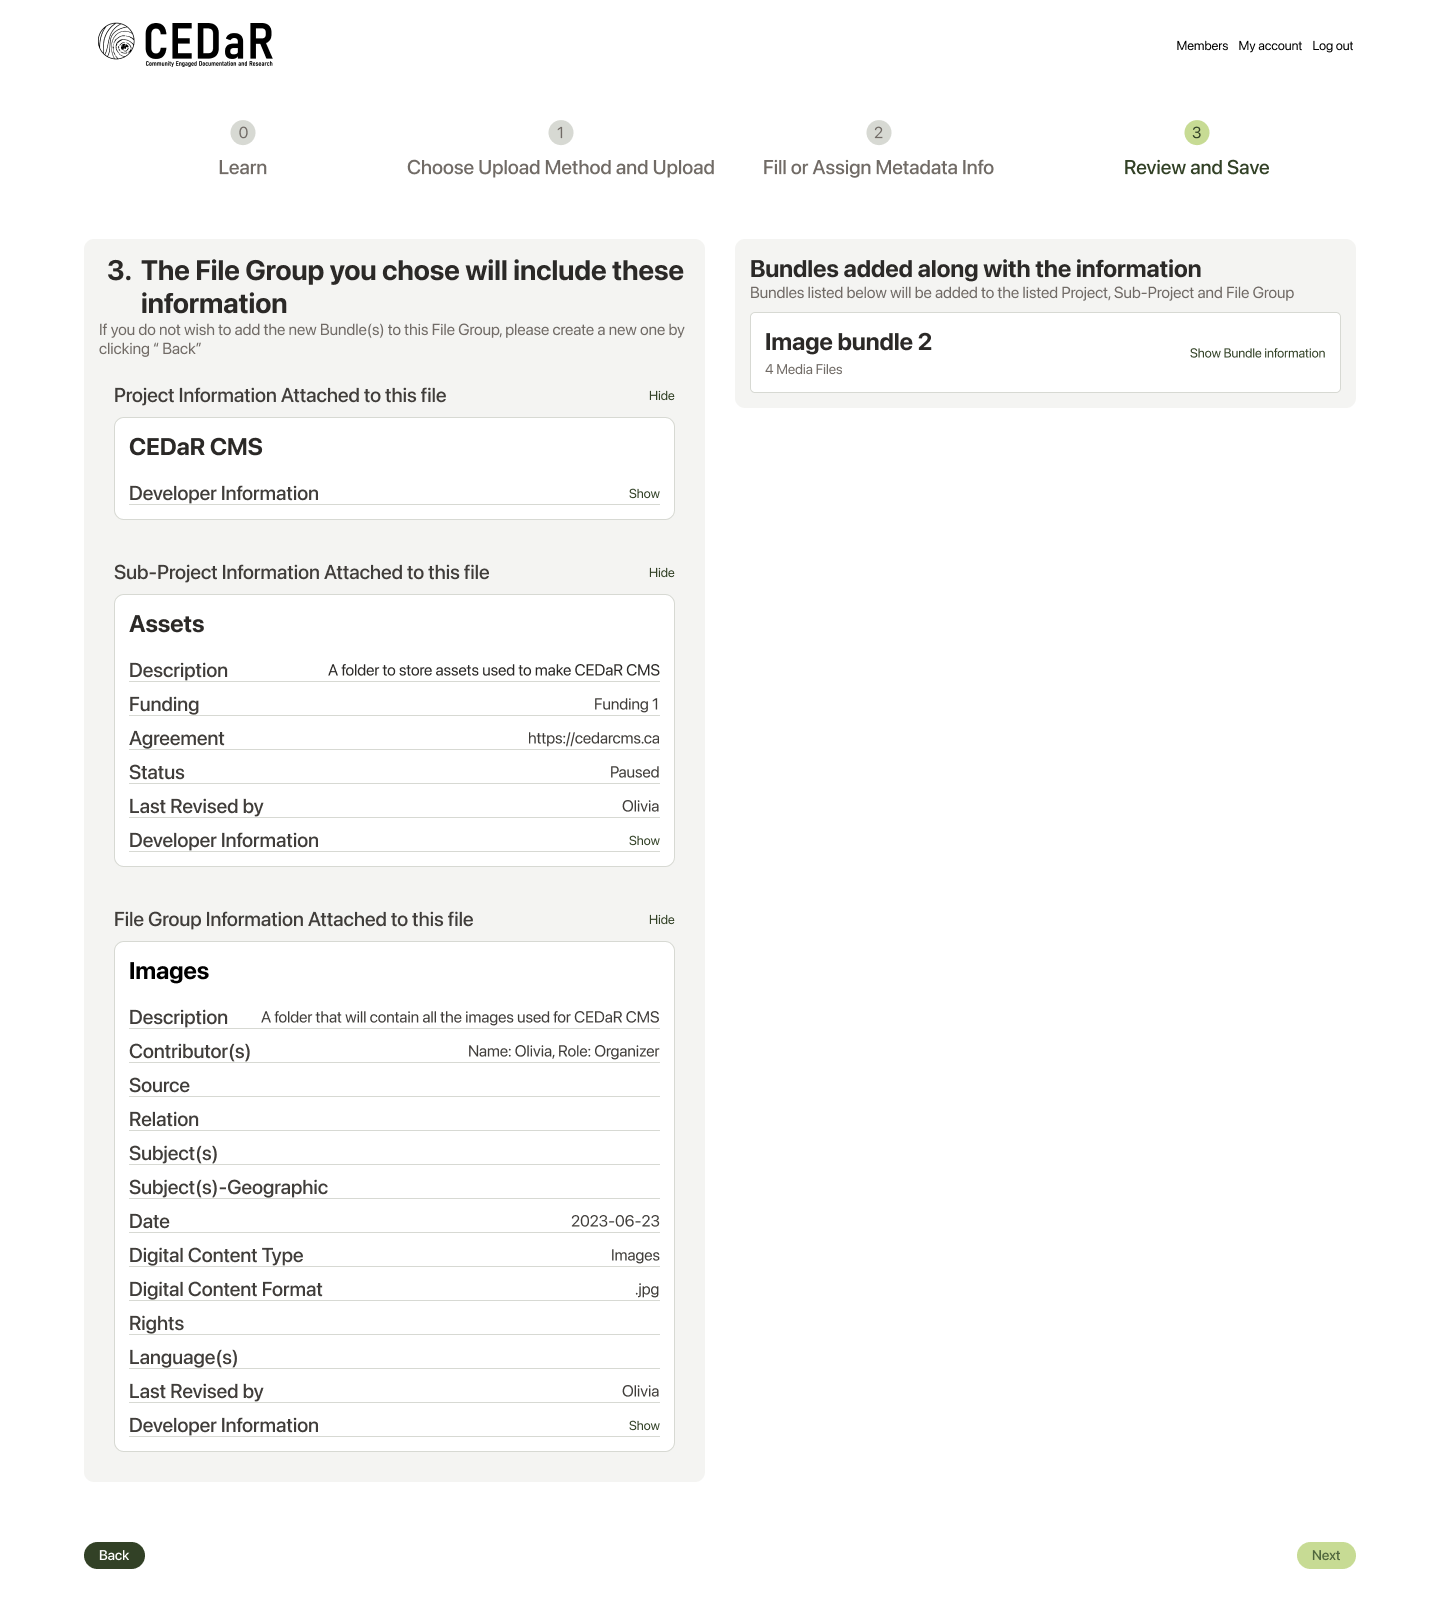 CEDaR
Community Engaged Documentation and Research
Members My account Log out
0
Learn
1
Choose Upload Method and Upload
2
Fill or Assign Metadata Info
3
Review and Save
3. The File Group you chose will include these
information
If you do not wish to add the new Bundle(s) to this File Group, please create a new one by
clicking “ Back”
Project Information Attached to this file Hide
CEDaR CMS
Developer Information Show
Sub-Project Information Attached to this file Hide
Assets
Description A folder to store assets used to make CEDaR CMS
Funding Funding 1
Agreement https://cedarcms.ca
Status Paused
Last Revised by Olivia
Developer Information Show
File Group Information Attached to this file Hide
Images
Description A folder that will contain all the images used for CEDaR CMS
Contributor(s) Name: Olivia, Role: Organizer
Source
Relation
Subject(s)
Subject(s)-Geographic
Date 2023-06-23
Digital Content Type Images
Digital Content Format .jpg
Rights
Language(s)
Last Revised by Olivia
Developer Information Show
Bundles added along with the information
Bundles listed below will be added to the listed Project, Sub-Project and File Group
Image bundle 2
4 Media Files
Show Bundle information
Back
Next